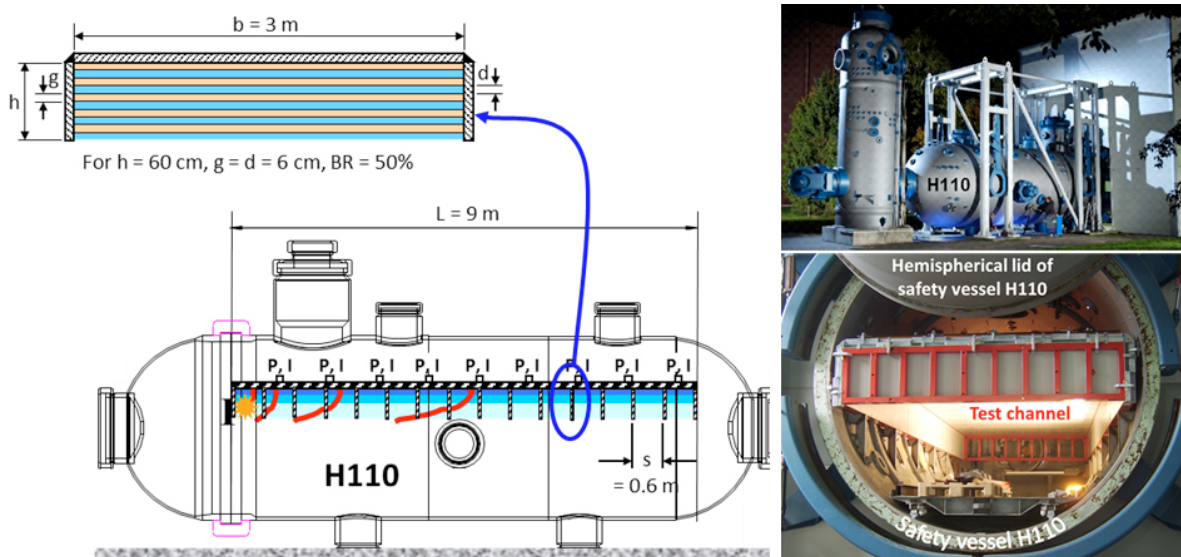 b = 3 m
g
d
h
For h = 60 cm, g = d = 6 cm, BR = 50%
L = 9 m
P, I P, I P, I P, I P, I P, I P, I P, I P, I
H110
s
= 0.6 m
H110
Hemispherical lid of
safety vessel H110
Test channel
Safety vessel H110